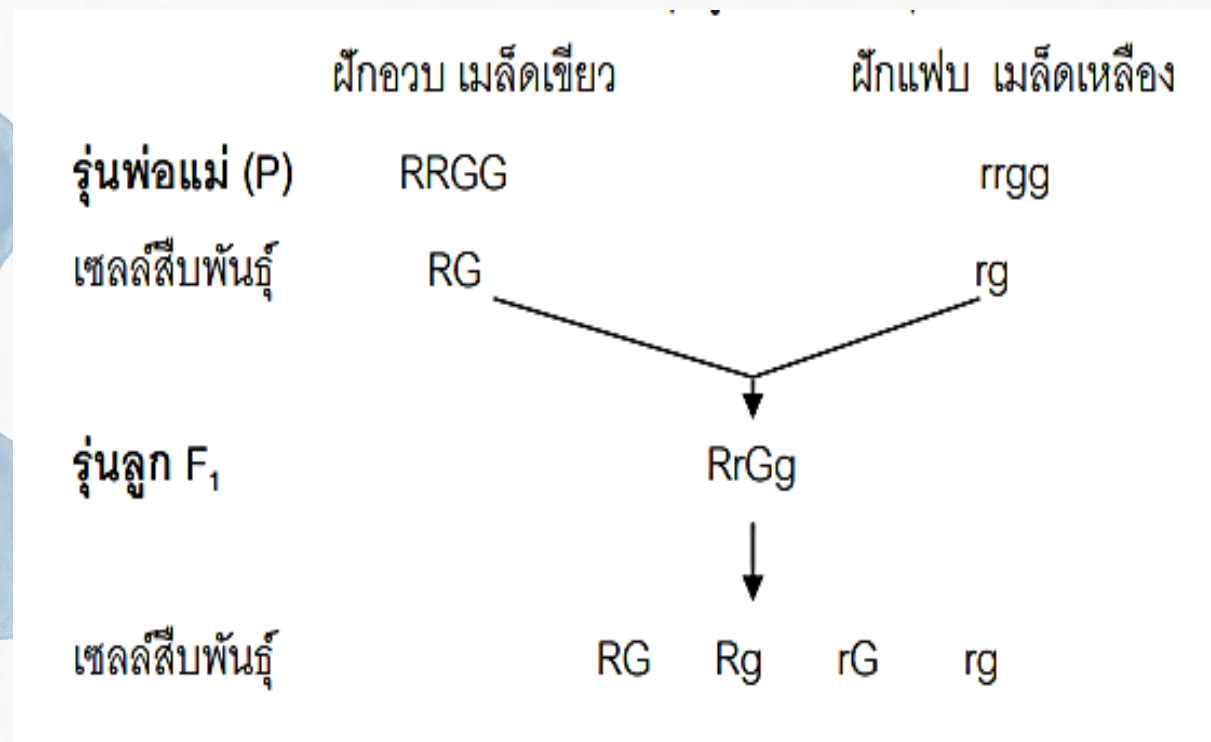 ฝักอวบ เมล็ดเขียว ฝักแฟบ เมล็ดเหลือง
รุ่นพ่อแม่ (P) RRGG rrgg
เซลล์สืบพันธุ์ RG rg
รุ่นลูก F₁ RrGg
เซลล์สืบพันธุ์ RG Rg rG rg